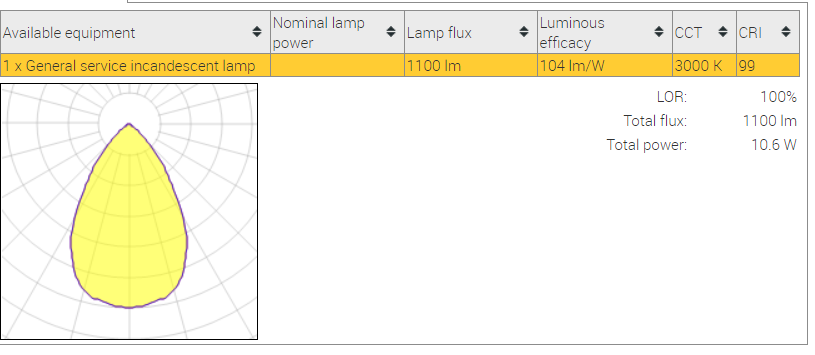 Available equipment
Nominal lamp power
Lamp flux
Luminous efficacy
CCT
CRI
1 x General service incandescent lamp
1100 lm
104 lm/W
3000 K
99
LOR: 100%
Total flux: 1100 lm
Total power: 10.6 W